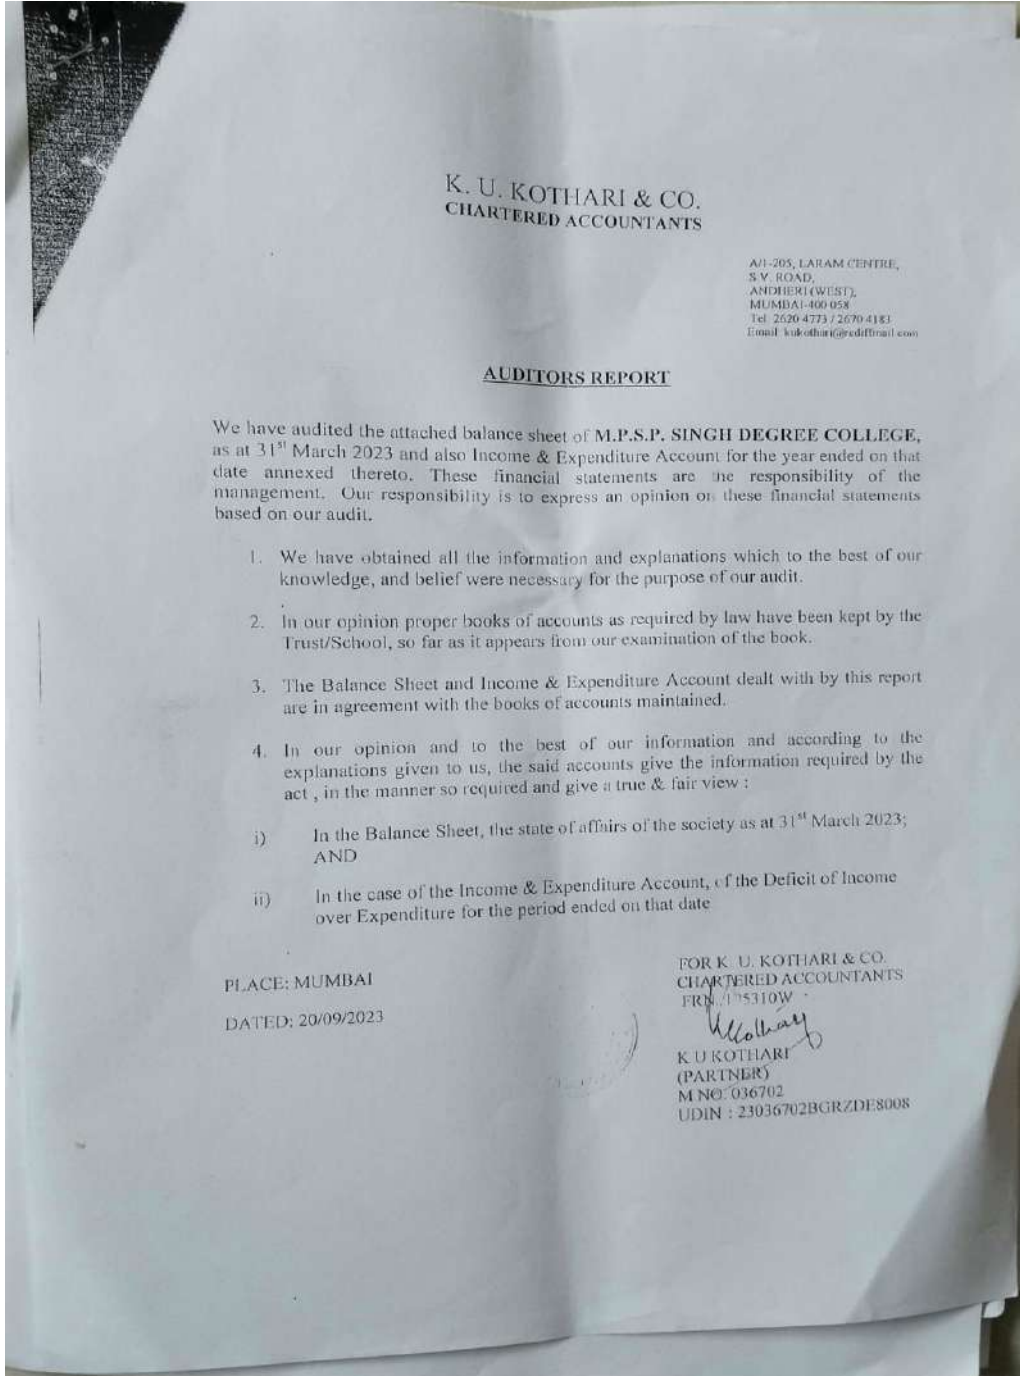 K. U. KOTHARI & CO.
CHARTERED ACCOUNTANTS
A/1-205, LARAM CENTRE,
S.V. ROAD,
ANDHERI (WEST),
MUMBAI-400 058
Tel: 2620 4773 / 2670 4183
Email: kukothari@rediffmail.com
AUDITORS REPORT
We have audited the attached balance sheet of M.P.S.P. SINGH DEGREE COLLEGE,
as at 31st March 2023 and also Income & Expenditure Account for the year ended on that
date annexed thereto. These financial statements are the responsibility of the
management. Our responsibility is to express an opinion on these financial statements
based on our audit.
1. We have obtained all the information and explanations which to the best of our
knowledge, and belief were necessary for the purpose of our audit.
2. In our opinion proper books of accounts as required by law have been kept by the
Trust/School, so far as it appears from our examination of the book.
3. The Balance Sheet and Income & Expenditure Account dealt with by this report
are in agreement with the books of accounts maintained.
4. In our opinion and to the best of our information and according to the
explanations given to us, the said accounts give the information required by the
act , in the manner so required and give a true & fair view :
i) In the Balance Sheet, the state of affairs of the society as at 31st March 2023;
AND
ii) In the case of the Income & Expenditure Account, of the Deficit of Income
over Expenditure for the period ended on that date
PLACE: MUMBAI
DATED: 20/09/2023
FOR K. U. KOTHARI & CO.
CHARTERED ACCOUNTANTS
FRN
K U KOTHARI
(PARTNER)
M NO: 036702
UDIN : 23036702BGRZDE8008